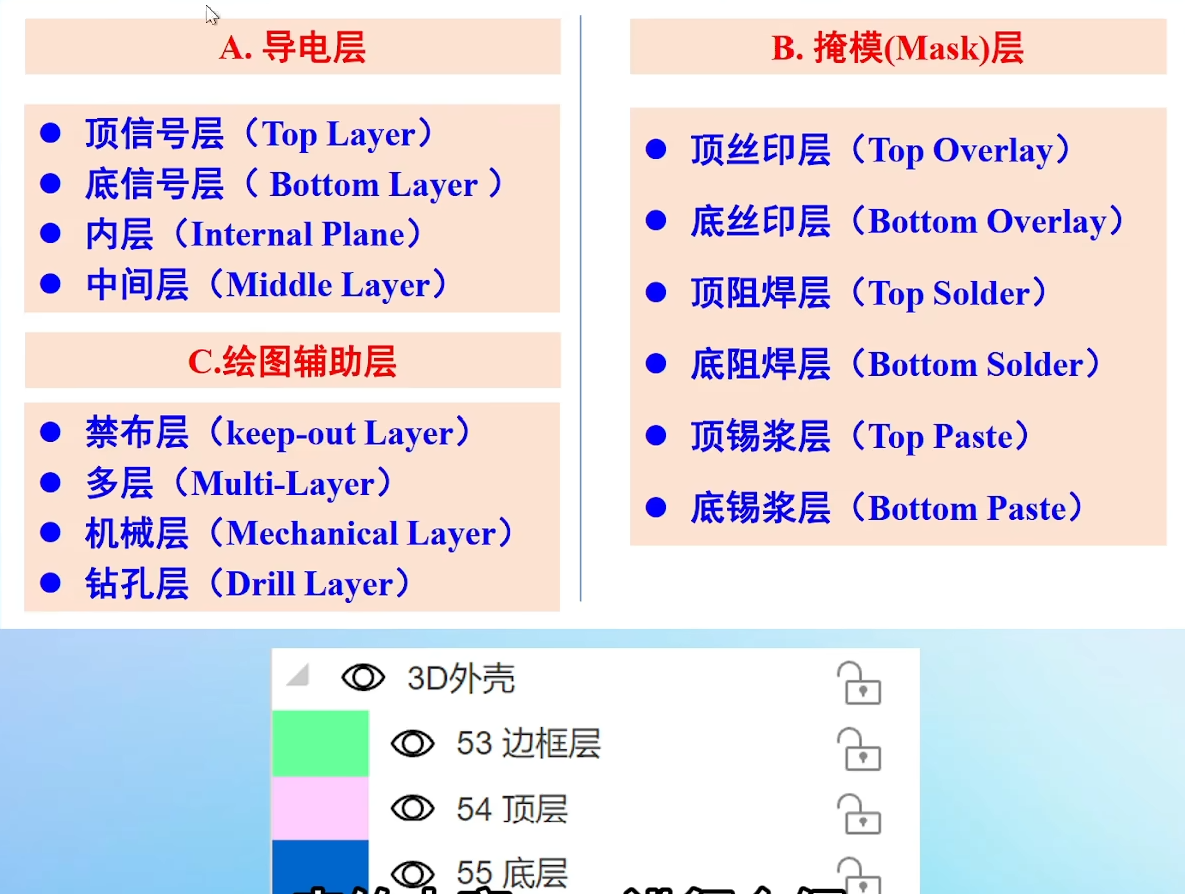 A. 导电层
● 顶信号层（Top Layer）
● 底信号层（ Bottom Layer ）
● 内层（Internal Plane）
● 中间层（Middle Layer）
C.绘图辅助层
● 禁布层（keep-out Layer）
● 多层（Multi-Layer）
● 机械层（Mechanical Layer）
● 钻孔层（Drill Layer）
B. 掩模(Mask)层
● 顶丝印层（Top Overlay）
● 底丝印层（Bottom Overlay）
● 顶阻焊层（Top Solder）
● 底阻焊层（Bottom Solder）
● 顶锡浆层（Top Paste）
● 底锡浆层（Bottom Paste）
3D外壳
53 边框层
54 顶层
55 底层